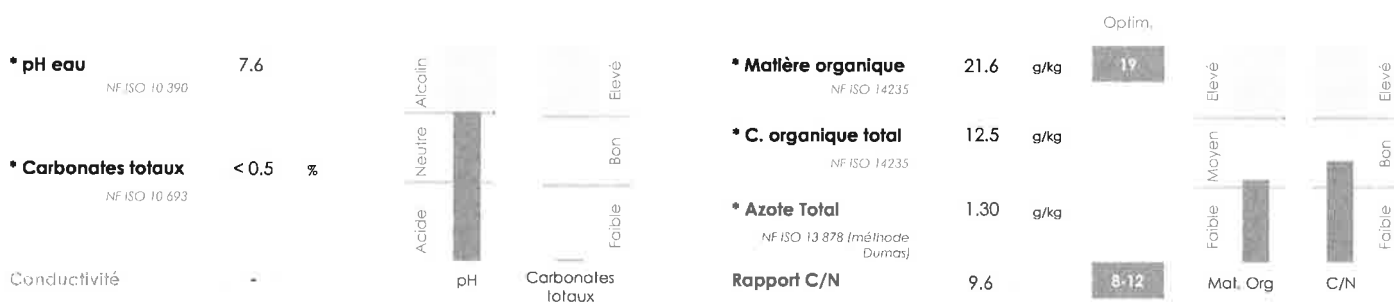 Optim.
* pH eau 7.6
NF ISO 10 390
* Carbonates totaux < 0.5 %
NF ISO 10 693
Conductivité -
Alcalin
Neutre
Acide
Elevé
Bon
Faible
pH
Carbonates
totaux
* Matière organique 21.6 g/kg 19
NF ISO 14235
* C. organique total 12.5 g/kg
NF ISO 14235
* Azote Total 1.30 g/kg
NF ISO 13 878 (méthode
Dumas)
Rapport C/N 9.6 8-12
Elevé
Moyen
Faible
Elevé
Bon
Faible
Mat. Org
C/N